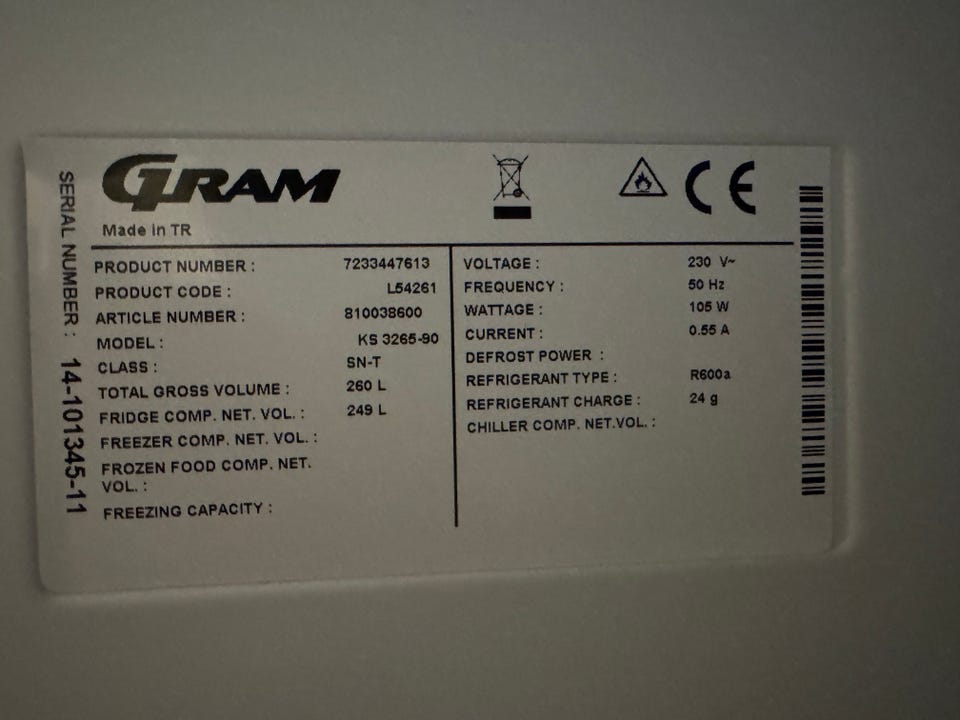 GRAM
Made in TR
CE
SERIAL NUMBER : 14-101345-11
PRODUCT NUMBER : 7233447613
PRODUCT CODE : L54261
ARTICLE NUMBER : 810038600
MODEL : KS 3265-90
CLASS : SN-T
TOTAL GROSS VOLUME : 260 L
FRIDGE COMP. NET. VOL. : 249 L
FREEZER COMP. NET. VOL. :
FROZEN FOOD COMP. NET.
VOL. :
FREEZING CAPACITY :
VOLTAGE : 230 V~
FREQUENCY : 50 Hz
WATTAGE : 105 W
CURRENT : 0.55 A
DEFROST POWER :
REFRIGERANT TYPE : R600a
REFRIGERANT CHARGE : 24 g
CHILLER COMP. NET.VOL. :